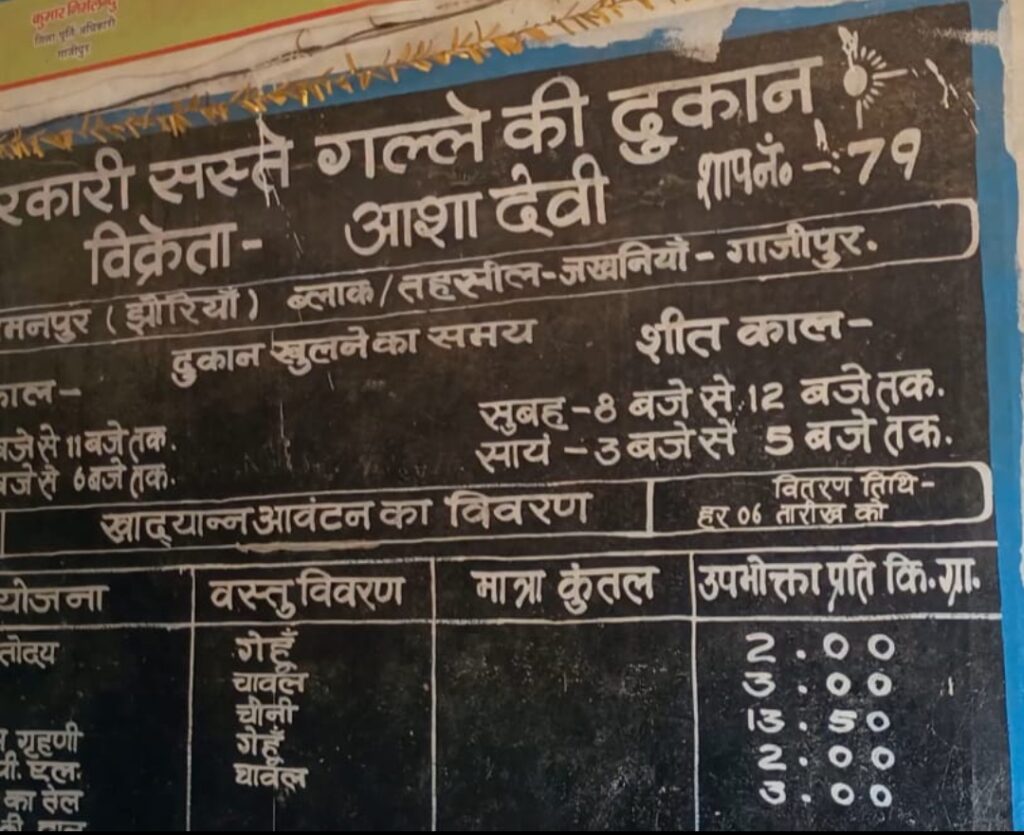 कुमार निर्मलेन्दु
जिला पूर्ति अधिकारी
गाजीपुर
रकारी सस्ते गल्ले की दुकान
शाप नं० -: 79
विक्रेता- आशा देवी
मनपुर (झौरियाँ) ब्लाक/तहसील-जखनियाँ- गाजीपुर.
दुकान खुलने का समय
शीत काल-
ाल-
सुबह -8 बजे से 12 बजे तक.
बजे से 11 बजे तक.
सायं -3 बजे से 5 बजे तक.
बजे से 6 बजे तक.
खाद्यान्न आवंटन का विवरण
वितरण तिथि-
हर 06 तारीख को
योजना वस्तु विवरण मात्रा कुंतल उपभोक्ता प्रति कि.ग्रा.
तोदय गेहूँ 2.00
चावल 3.00
चीनी 13.50
गृहणी गेहूँ 2.00
चावल 3.00
का तेल